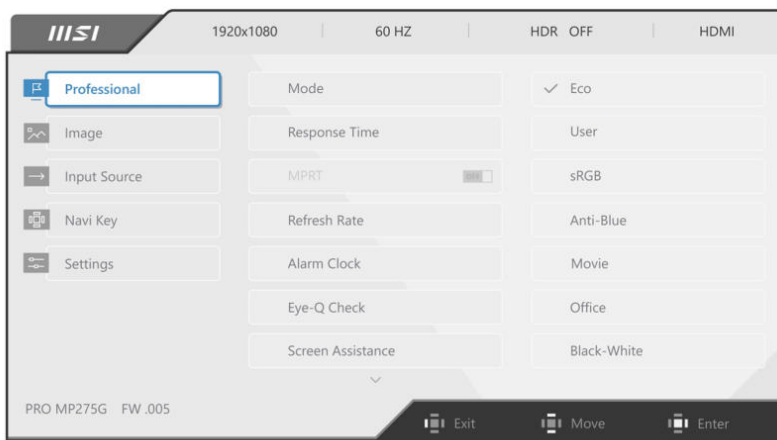 msi 1920x1080 60 HZ HDR OFF HDMI
Professional Mode Eco
Image Response Time User
Input Source MPRT OFF sRGB
Navi Key Refresh Rate Anti-Blue
Settings Alarm Clock Movie
Eye-Q Check Office
Screen Assistance Black-White
PRO MP275G FW .005 Exit Move Enter